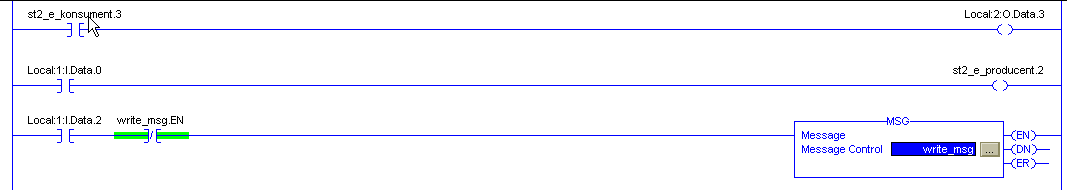 st2_e_konsument.3 Local:2:O.Data.3
Local:1:I.Data.0 st2_e_producent.2
Local:1:I.Data.2 write_msg.EN
MSG
Message
Message Control write_msg ...
EN
DN
ER